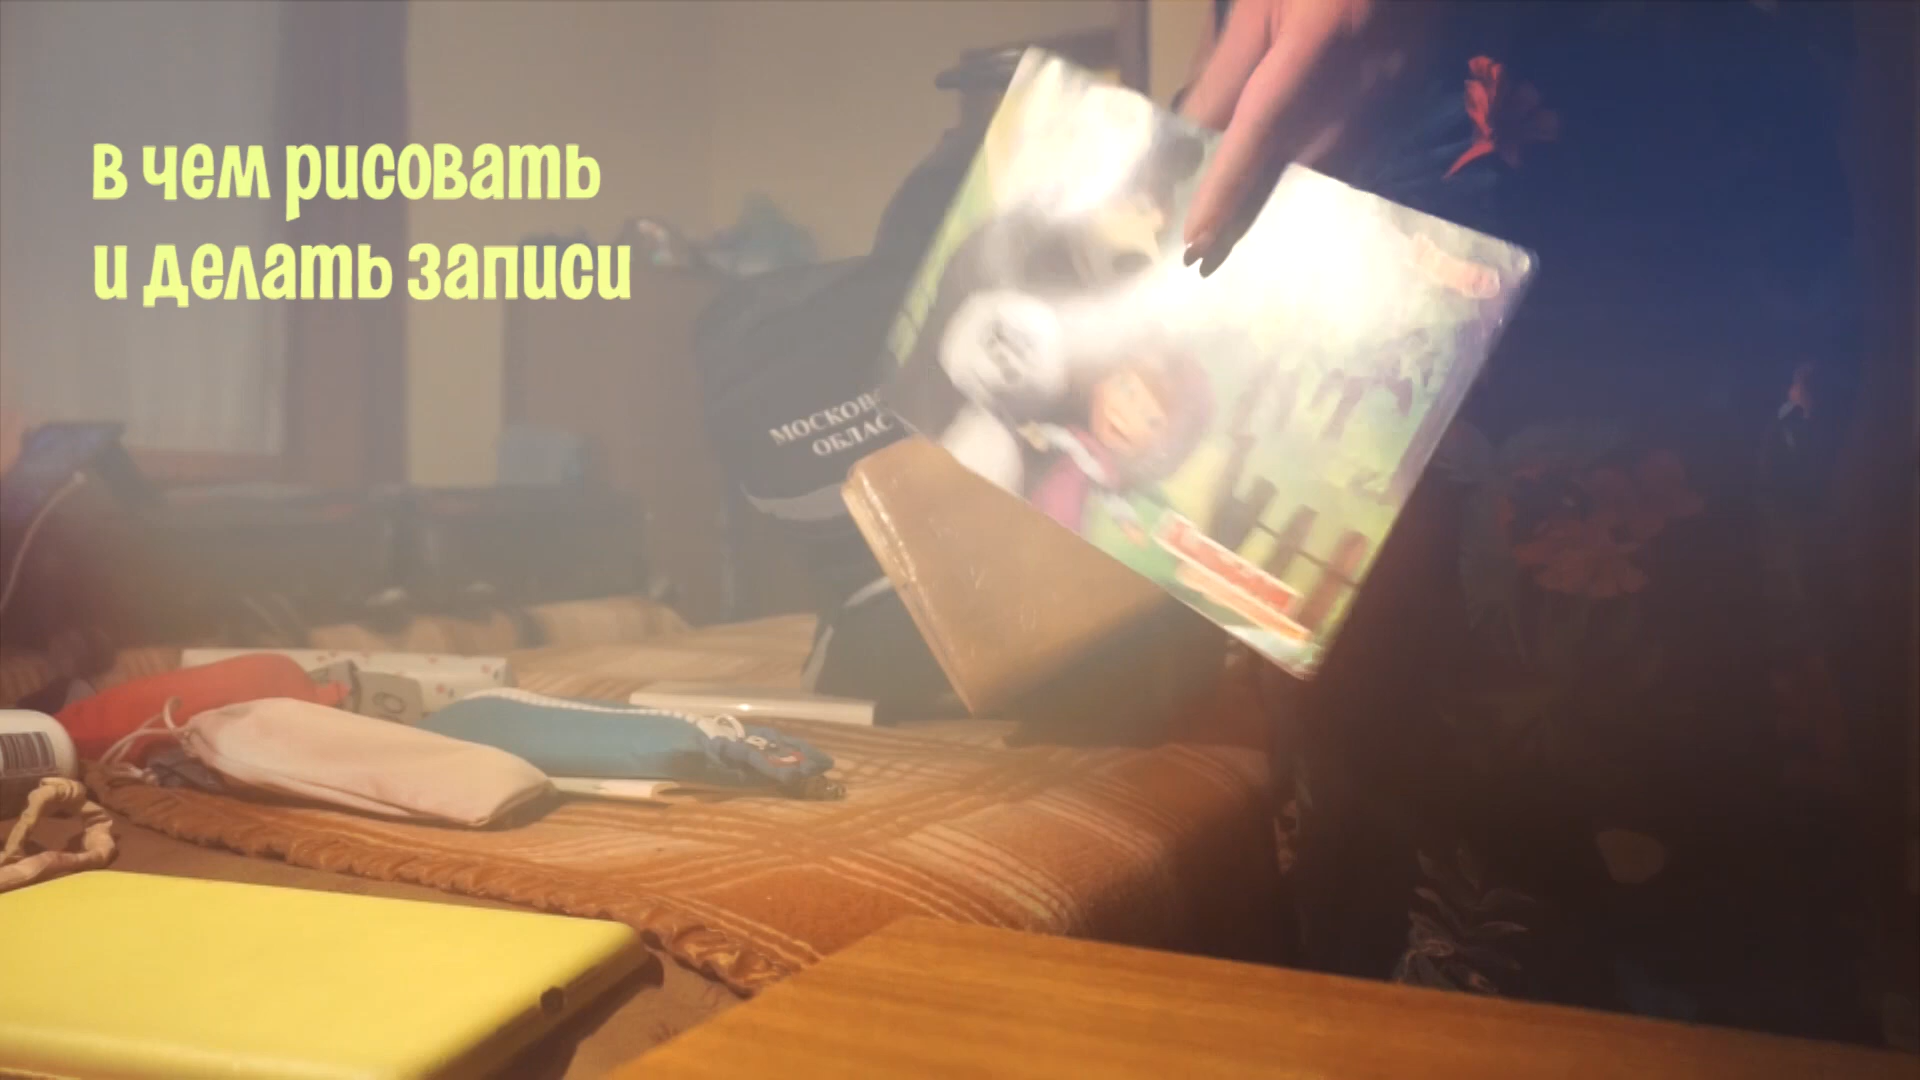 в чем рисовать
и делать записи